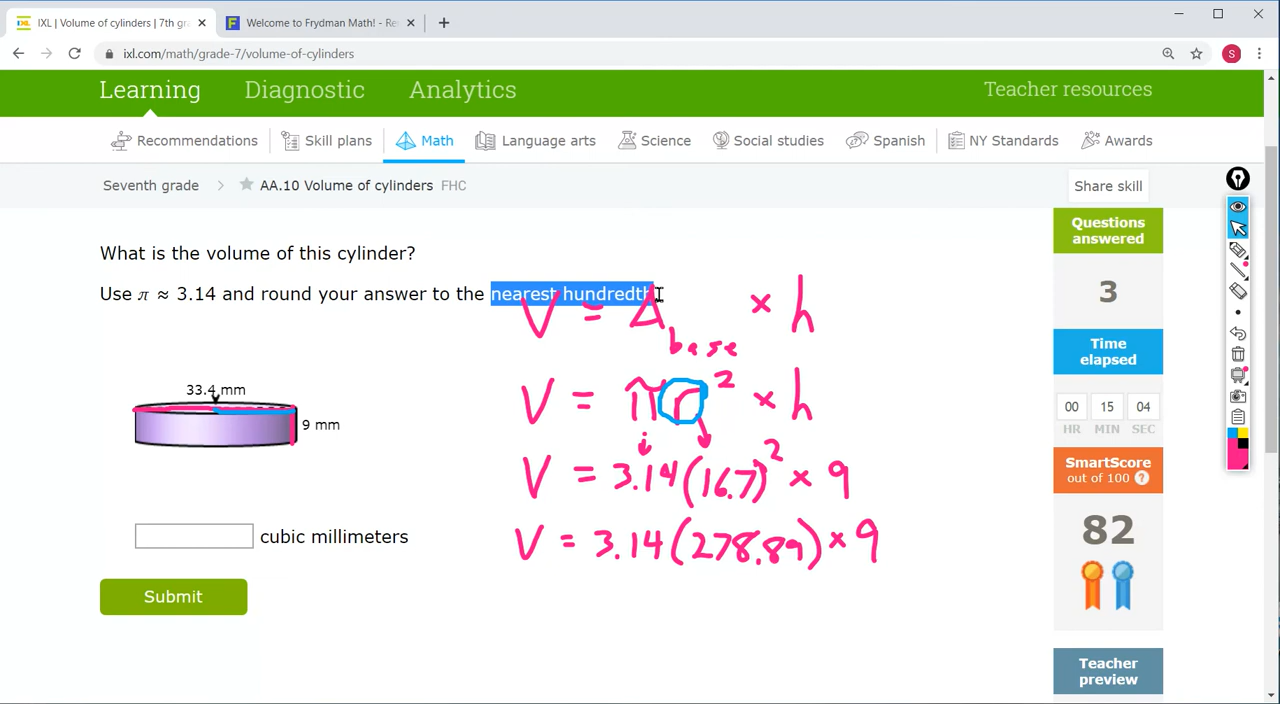 IXL | Volume of cylinders | 7th gra
Welcome to Frydman Math! - Re
ixl.com/math/grade-7/volume-of-cylinders
S
Learning
Diagnostic
Analytics
Teacher resources
Recommendations
Skill plans
Math
Language arts
Science
Social studies
Spanish
NY Standards
Awards
Seventh grade > AA.10 Volume of cylinders FHC
Share skill
What is the volume of this cylinder?
Use π ≈ 3.14 and round your answer to the nearest hundredth.
33.4 mm
9 mm
cubic millimeters
Submit
V = A base × h
V = πr² × h
V = 3.14(16.7)² × 9
V = 3.14(278.89) × 9
Questions
answered
3
Time
elapsed
00 15 04
HR MIN SEC
SmartScore
out of 100 ?
82
Teacher
preview